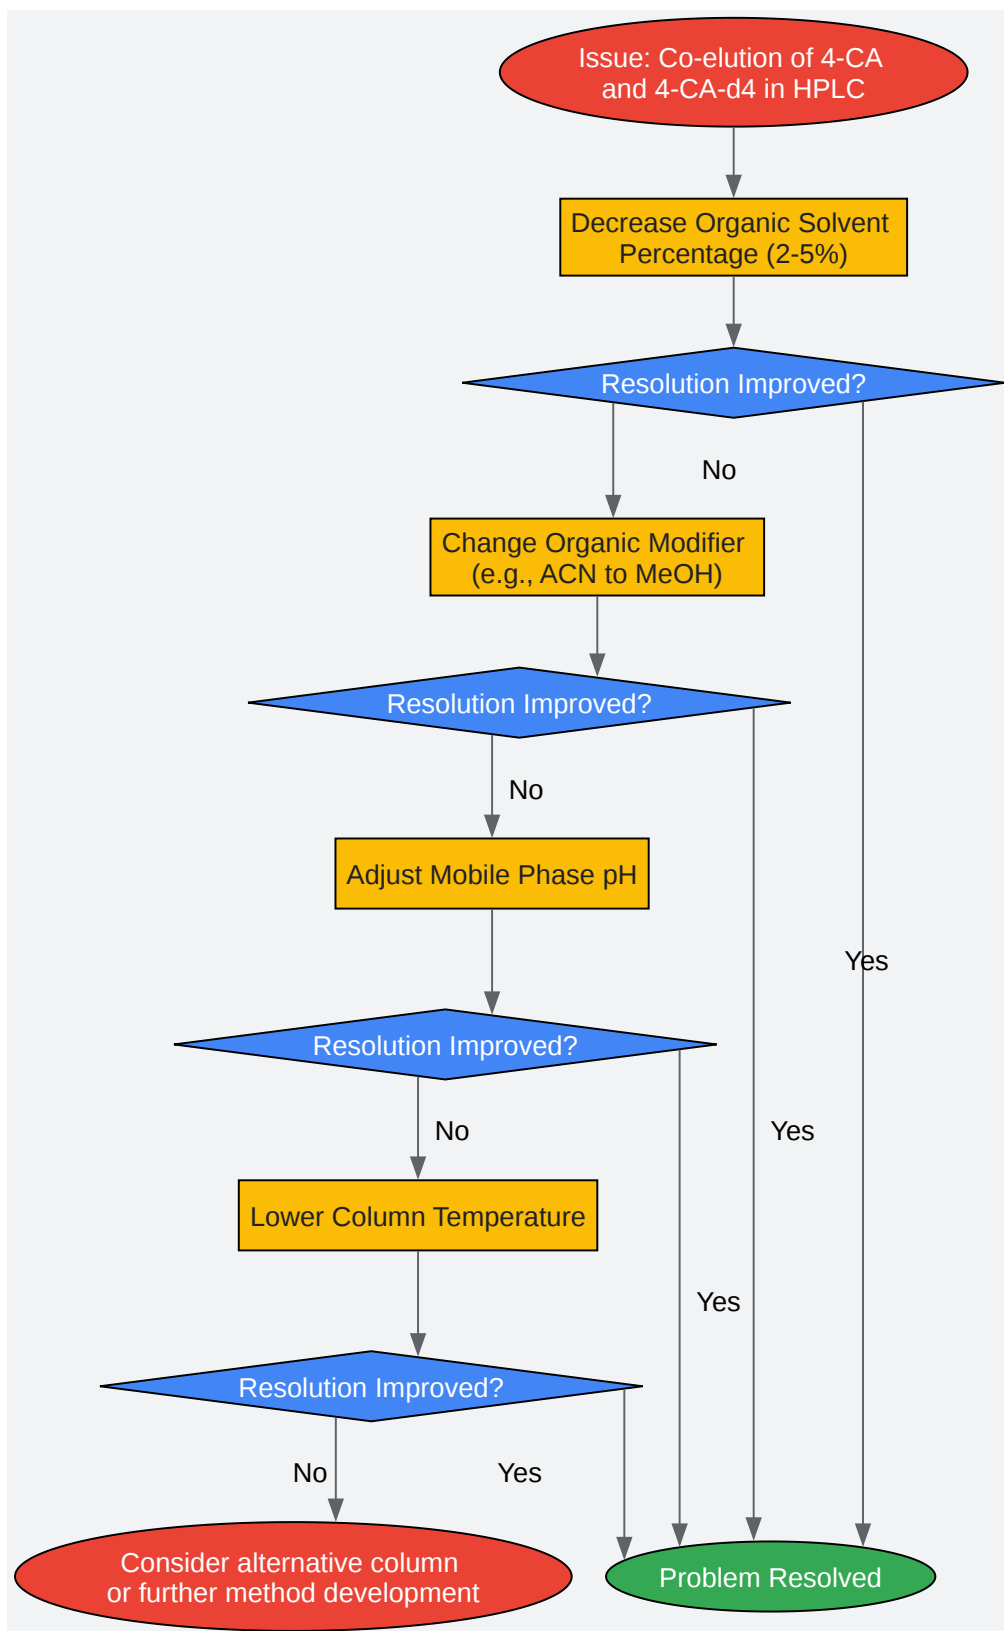 Issue: Co-elution of 4-CA
and 4-CA-d4 in HPLC
Decrease Organic Solvent
Percentage (2-5%)
Resolution Improved?
No
Change Organic Modifier
(e.g., ACN to MeOH)
Resolution Improved?
No
Adjust Mobile Phase pH
Yes
Resolution Improved?
No
Yes
Lower Column Temperature
Yes
Resolution Improved?
No
Yes
Consider alternative column
or further method development
Problem Resolved